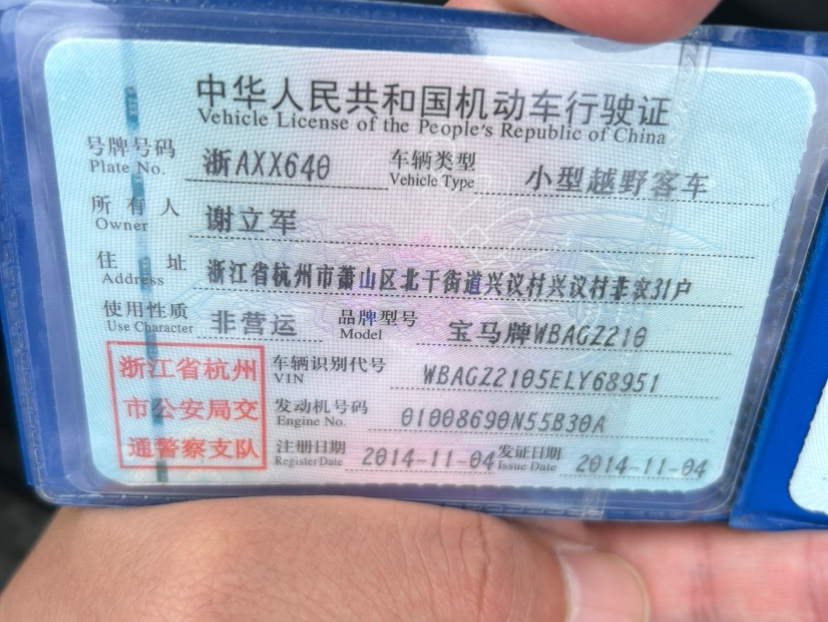 中华人民共和国机动车行驶证
Vehicle License of the People's Republic of China
号牌号码 浙AXX640 车辆类型 小型越野客车
Plate No. Vehicle Type
所有人 谢立军
Owner
住址 浙江省杭州市萧山区北干街道兴议村兴议村非农31户
Address
使用性质 非营运 品牌型号 宝马牌WBAGZ210
Use Character Model
浙江省杭州
市公安局交
通警察支队
车辆识别代号 WBAGZ2105ELY68951
VIN
发动机号码 01008690N55B30A
Engine No.
注册日期 2014-11-04 发证日期 2014-11-04
Register Date Issue Date